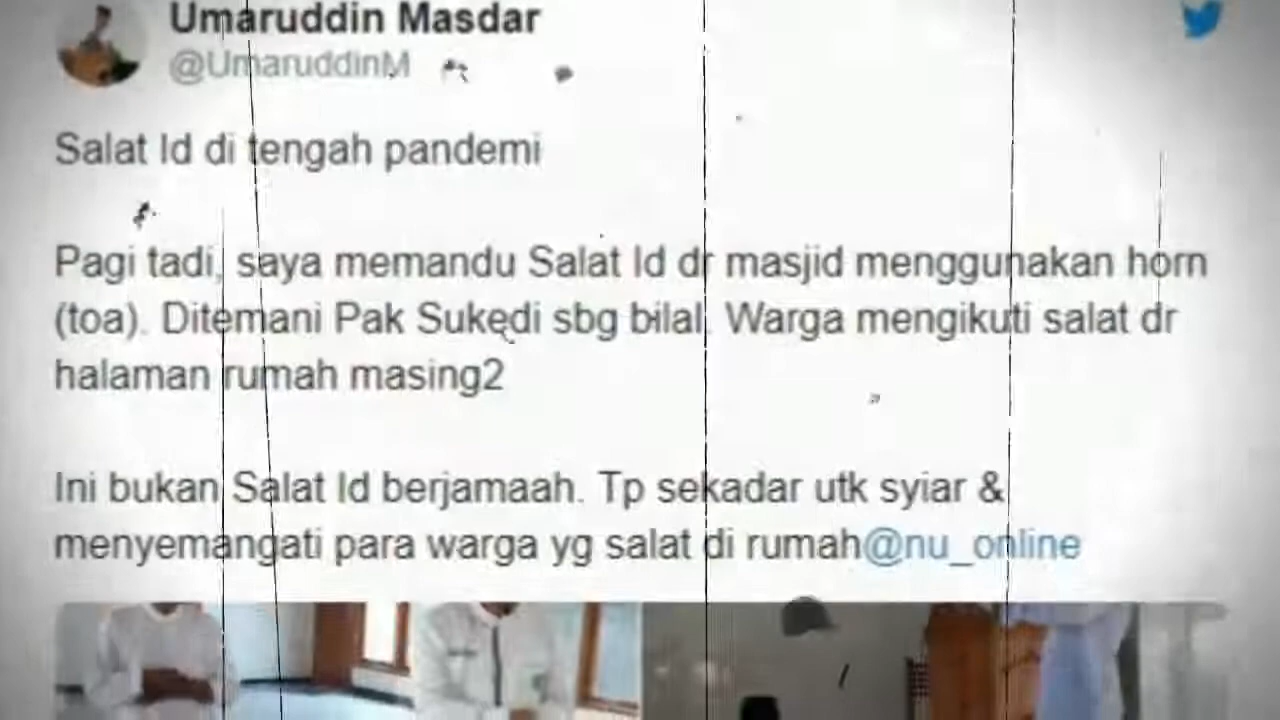 Umaruddin Masdar
@UmaruddinM
Salat Id di tengah pandemi
Pagi tadi, saya memandu Salat Id dr masjid menggunakan horn
(toa). Ditemani Pak Sukedi sbg bilal. Warga mengikuti salat dr
halaman rumah masing2
Ini bukan Salat Id berjamaah. Tp sekadar utk syiar &
menyemangati para warga yg salat di rumah@nu_online